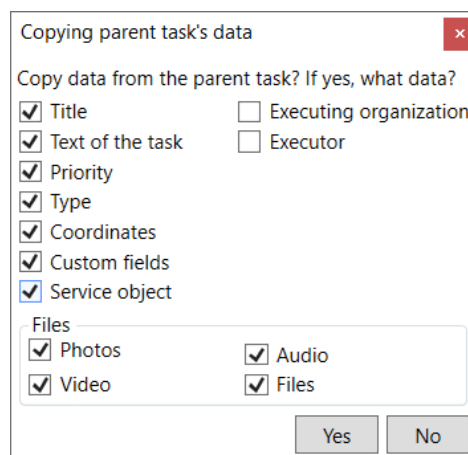 Copying parent task's data
Copy data from the parent task? If yes, what data?
Title
Executing organization
Text of the task
Executor
Priority
Type
Coordinates
Custom fields
Service object
Files
Photos
Audio
Video
Files
Yes
No